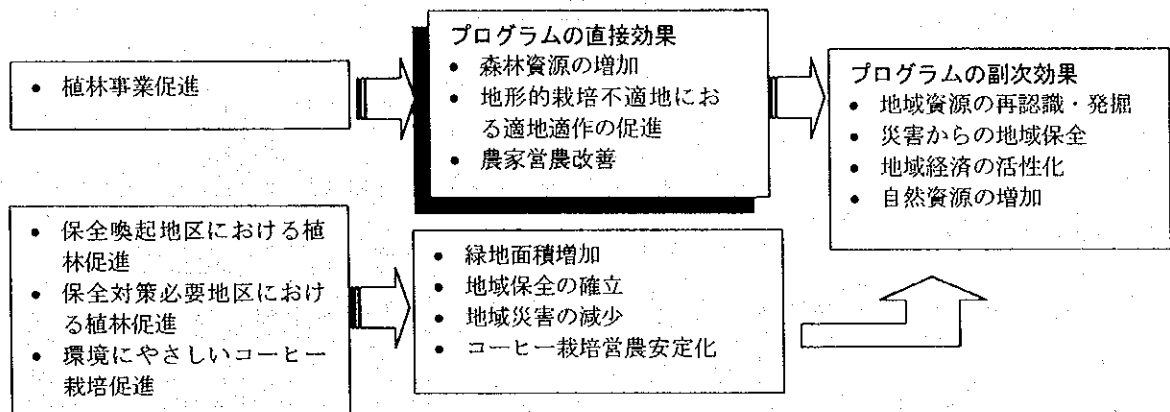 • 植林事業促進
プログラムの直接効果
• 森林資源の増加
• 地形的栽培不適地にお
る適地適作の促進
• 農家営農改善
プログラムの副次効果
• 地域資源の再認識・発掘
• 災害からの地域保全
• 地域経済の活性化
• 自然資源の増加
• 保全喚起地区における植
林促進
• 保全対策必要地区におけ
る植林促進
• 環境にやさしいコーヒー
栽培促進
• 緑地面積増加
• 地域保全の確立
• 地域災害の減少
• コーヒー栽培営農安定化